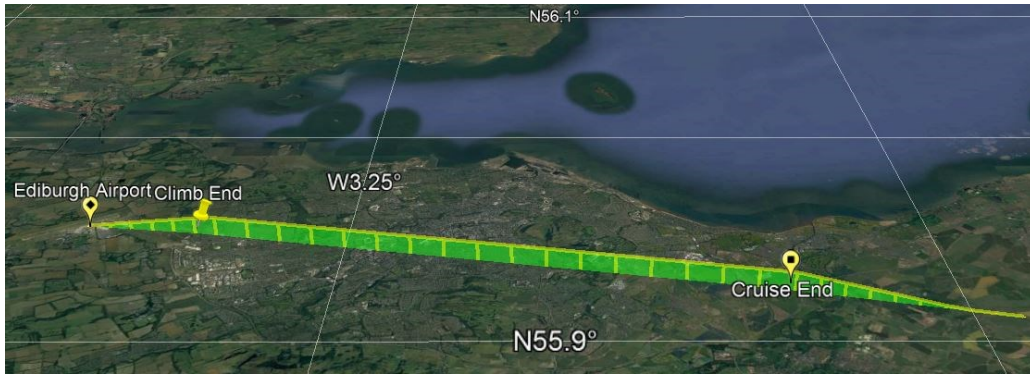 N56.1°
W3.25°
Ediburgh Airport
Climb End
Cruise End
N55.9°